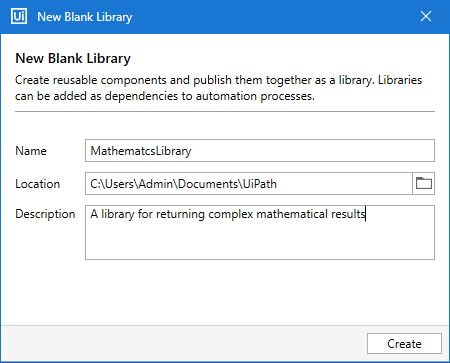 Ui New Blank Library
New Blank Library
Create reusable components and publish them together as a library. Libraries
can be added as dependencies to automation processes.
Name MathematcsLibrary
Location C:\Users\Admin\Documents\UiPath
Description A library for returning complex mathematical results
Create